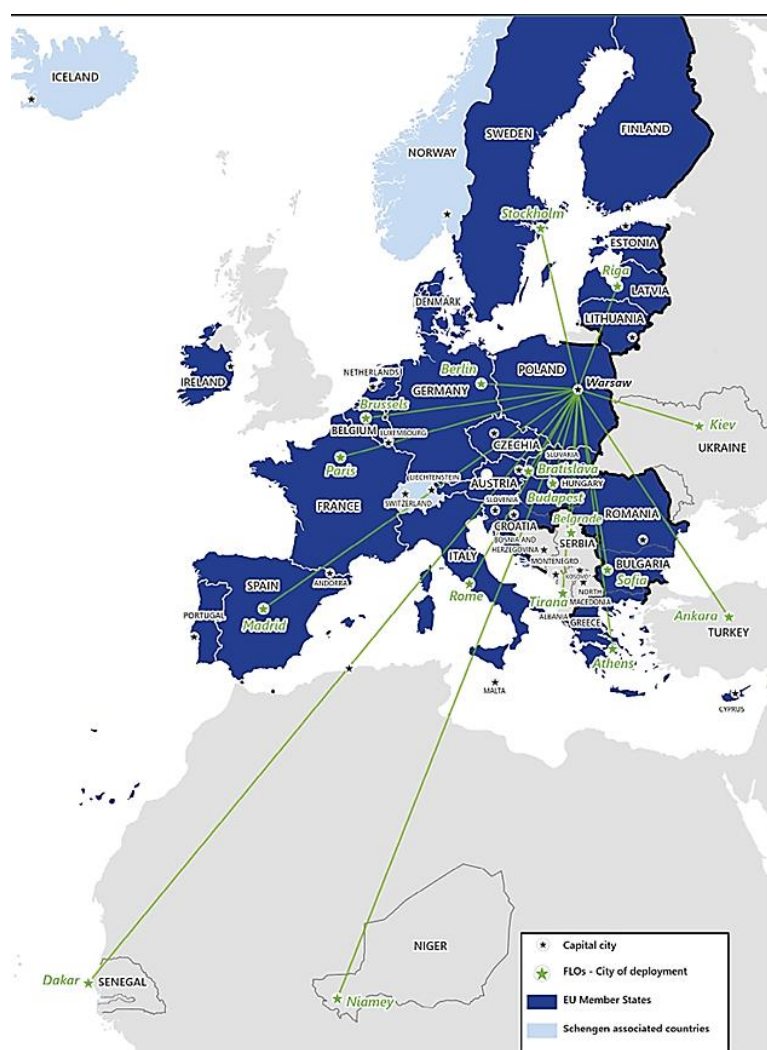 ICELAND
SWEDEN
FINLAND
NORWAY
Stockholm
ESTONIA
Riga
LATVIA
DENMARK
LITHUANIA
IRELAND
NETHERLANDS
Berlin
POLAND
GERMANY
Warsaw
Brussels
BELGIUM
LUXEMBOURG
Kiev
CZECHIA
UKRAINE
SLOVAKIA
Paris
Bratislava
LIECHTENSTEIN
AUSTRIA
HUNGARY
SWITZERLAND
Budapest
FRANCE
SLOVENIA
ROMANIA
CROATIA
Belgrade
BOSNIA AND
HERZEGOVINA
SERBIA
ITALY
MONTENEGRO
BULGARIA
KOSOVO*
Sofia
SPAIN
ANDORRA
Rome
Tirana
NORTH
MACEDONIA
PORTUGAL
Madrid
ALBANIA
GREECE
Ankara
TURKEY
Athens
MALTA
CYPRUS
NIGER
Dakar
SENEGAL
Niamey
Capital city
FLOs - City of deployment
EU Member States
Schengen associated countries